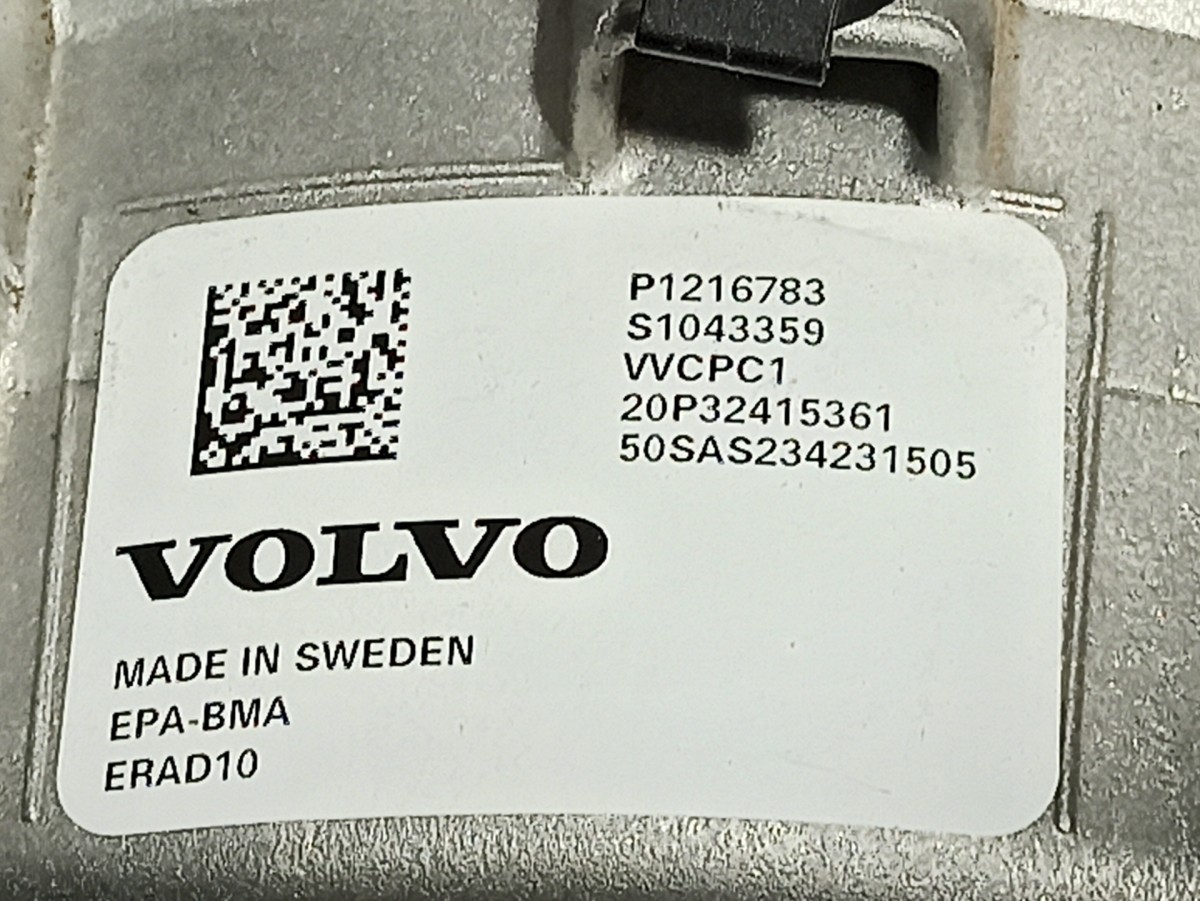 P1216783
S1043359
VVCPC1
20P32415361
50SAS234231505
VOLVO
MADE IN SWEDEN
EPA-BMA
ERAD10